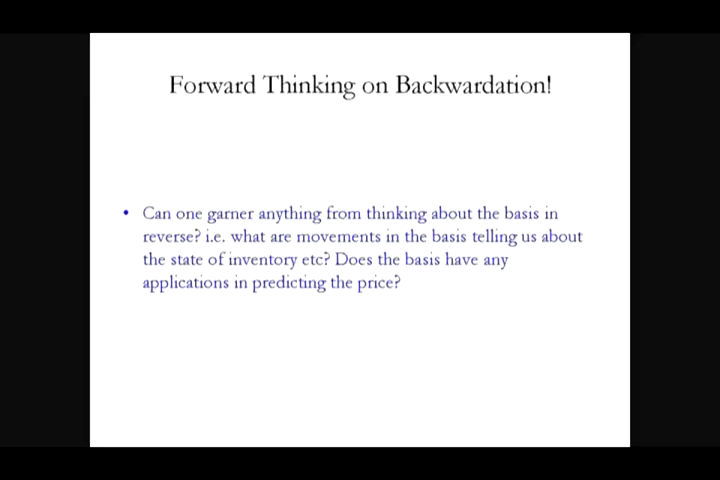 Forward Thinking on Backwardation!
• Can one garner anything from thinking about the basis in
reverse? i.e. what are movements in the basis telling us about
the state of inventory etc? Does the basis have any
applications in predicting the price?